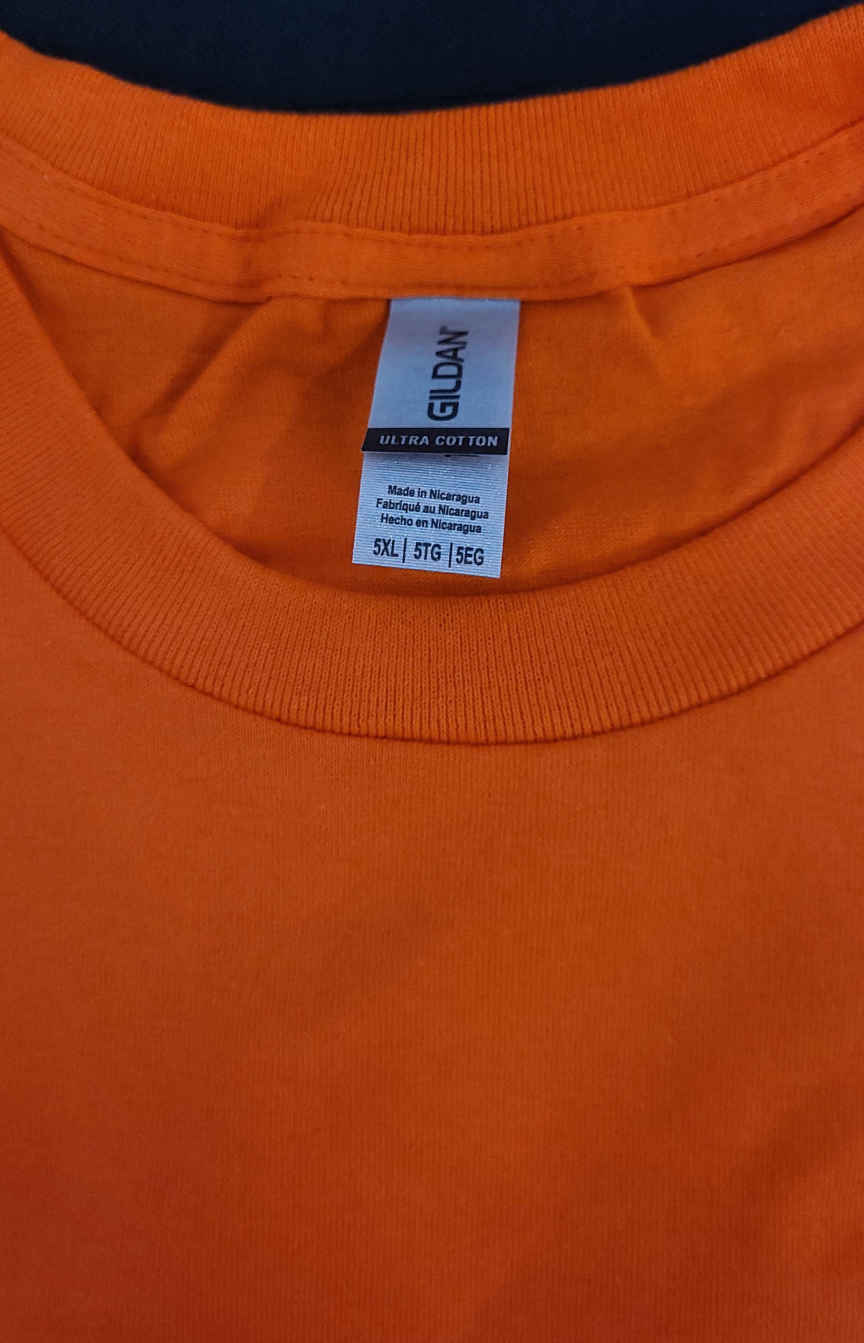 GILDAN
ULTRA COTTON
Made in Nicaragua
Fabriqué au Nicaragua
Hecho en Nicaragua
5XL | 5TG | 5EG